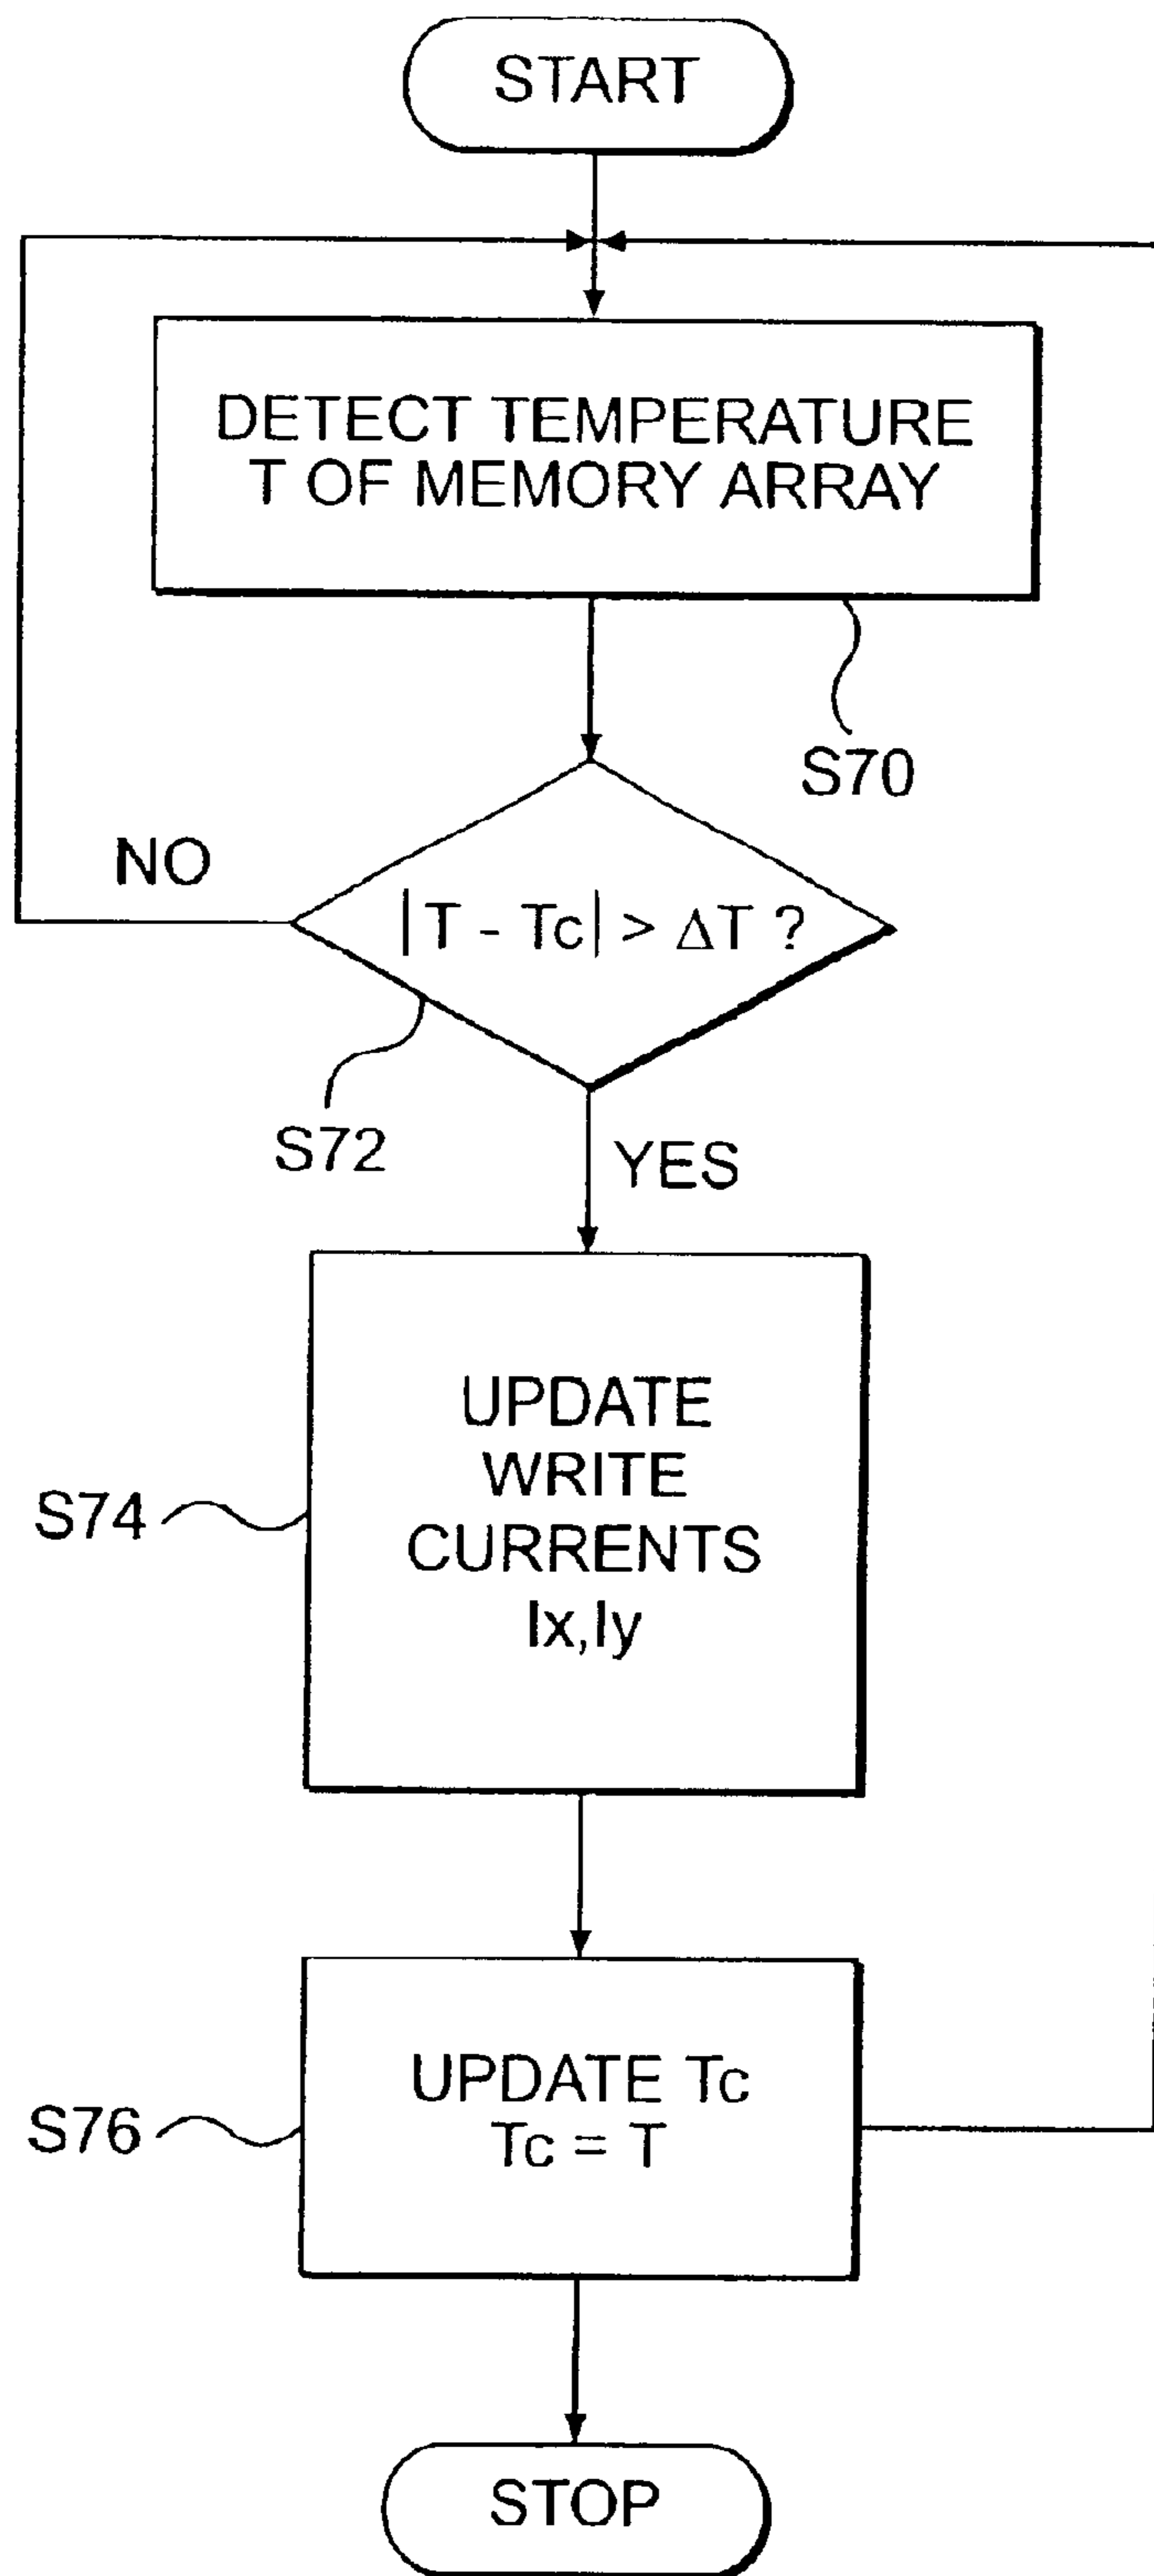 START
DETECT TEMPERATURE
T OF MEMORY ARRAY
S70
NO
|T - Tc| > ΔT ?
S72
YES
UPDATE
WRITE
CURRENTS
Ix,Iy
S74
UPDATE Tc
Tc = T
S76
STOP